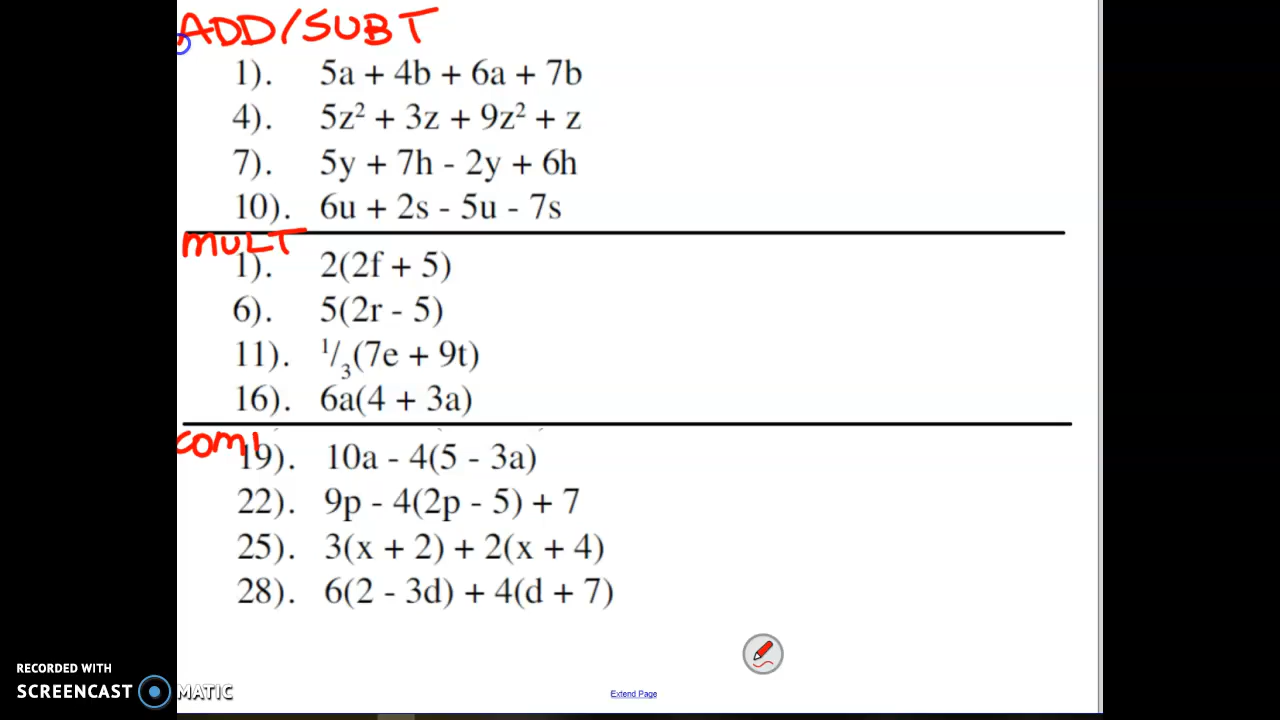 ADD/SUBT
1). 5a + 4b + 6a + 7b
4). 5z² + 3z + 9z² + z
7). 5y + 7h - 2y + 6h
10). 6u + 2s - 5u - 7s
MULT
1). 2(2f + 5)
6). 5(2r - 5)
11). ¹/₃(7e + 9t)
16). 6a(4 + 3a)
COMI
19). 10a - 4(5 - 3a)
22). 9p - 4(2p - 5) + 7
25). 3(x + 2) + 2(x + 4)
28). 6(2 - 3d) + 4(d + 7)
RECORDED WITH
SCREENCAST MATIC
Extend Page